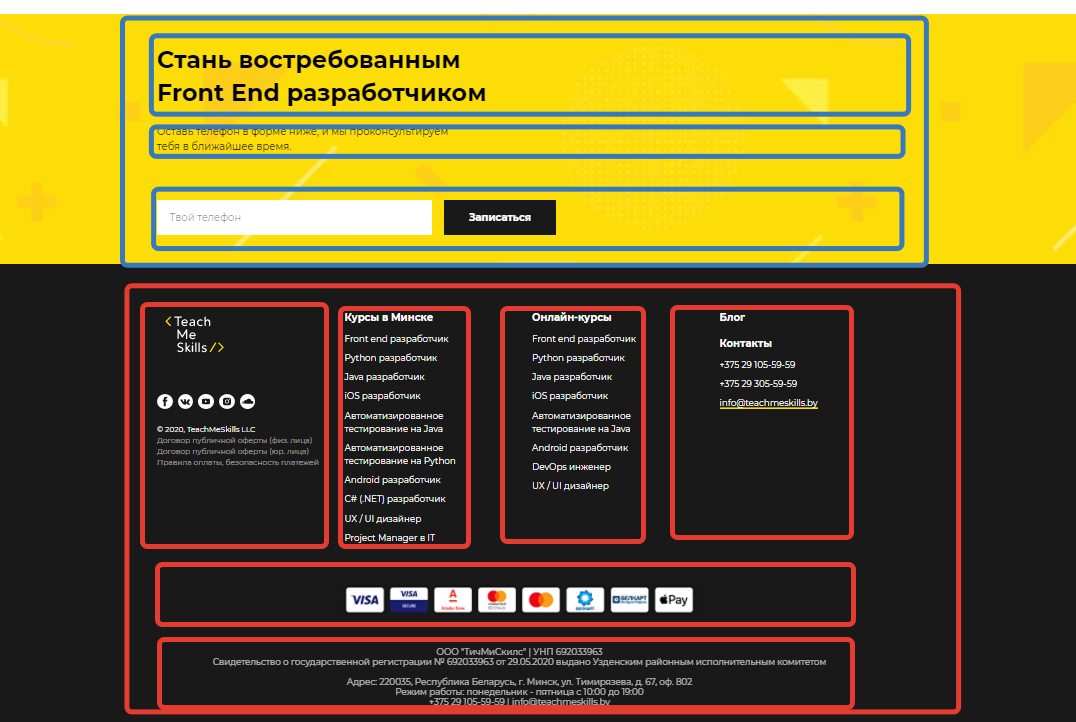 Стань востребованным
Front End разработчиком
Оставь телефон в форме ниже, и мы проконсультируем
тебя в ближайшее время.
Твой телефон
Записаться
<Teach
Me
Skills/>
© 2020, TeachMeSkills LLC
Договор публичной оферты (физ. лица)
Договор публичной оферты (юр. лица)
Правила оплаты, безопасность платежей
Курсы в Минске
Front end разработчик
Python разработчик
Java разработчик
iOS разработчик
Автоматизированное
тестирование на Java
Автоматизированное
тестирование на Python
Android разработчик
C# (.NET) разработчик
UX / UI дизайнер
Project Manager в IT
Онлайн-курсы
Front end разработчик
Python разработчик
Java разработчик
iOS разработчик
Автоматизированное
тестирование на Java
Android разработчик
DevOps инженер
UX / UI дизайнер
Блог
Контакты
+375 29 105-59-59
+375 29 305-59-59
info@teachmeskills.by
VISA
VISA
SECURE
А
Альфа-Банк
ID Check
БЕЛКАРТ
БЕЛКАРТ
Pay
ООО "ТичМиСкилс" | УНП 692033963
Свидетельство о государственной регистрации № 692033963 от 29.05.2020 выдано Узденским районным исполнительным комитетом
Адрес: 220035, Республика Беларусь, г. Минск, ул. Тимирязева, д. 67, оф. 802
Режим работы: понедельник - пятница с 10:00 до 19:00
+375 29 105-59-59 | info@teachmeskills.by